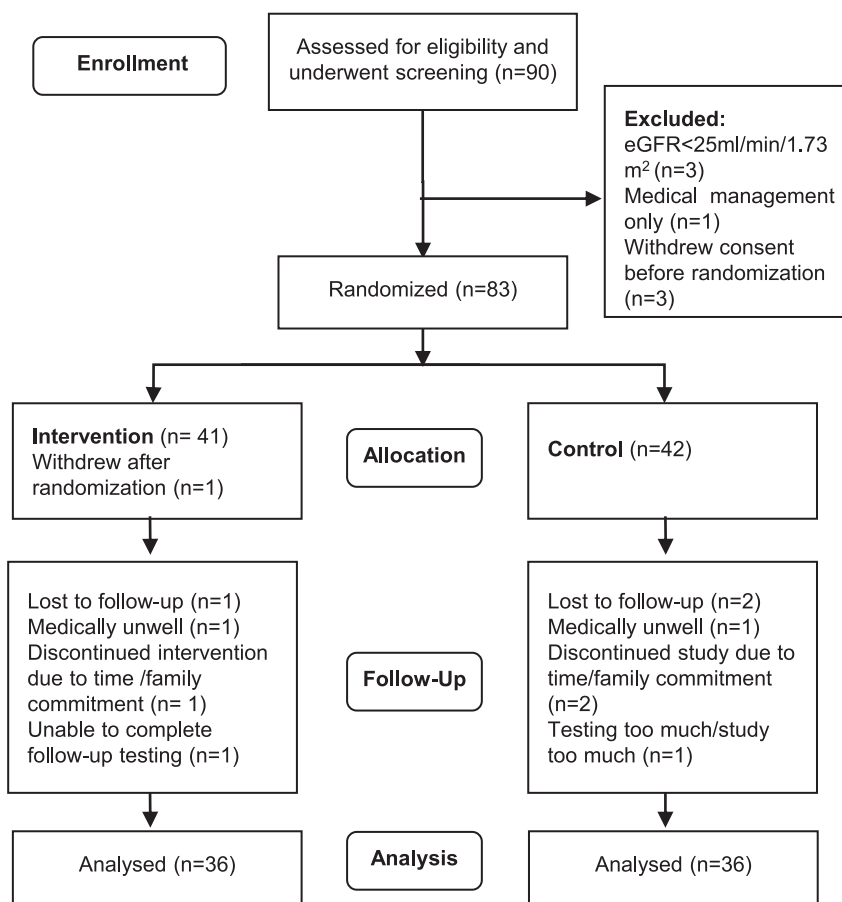 Enrollment
Assessed for eligibility and
underwent screening (n=90)
Excluded:
eGFR<25ml/min/1.73
m² (n=3)
Medical management
only (n=1)
Withdrew consent
before randomization
(n=3)
Randomized (n=83)
Intervention (n= 41)
Withdrew after
randomization (n=1)
Allocation
Control (n=42)
Lost to follow-up (n=1)
Medically unwell (n=1)
Discontinued intervention
due to time /family
commitment (n= 1)
Unable to complete
follow-up testing (n=1)
Follow-Up
Lost to follow-up (n=2)
Medically unwell (n=1)
Discontinued study due to
time/family commitment
(n=2)
Testing too much/study
too much (n=1)
Analysed (n=36)
Analysis
Analysed (n=36)